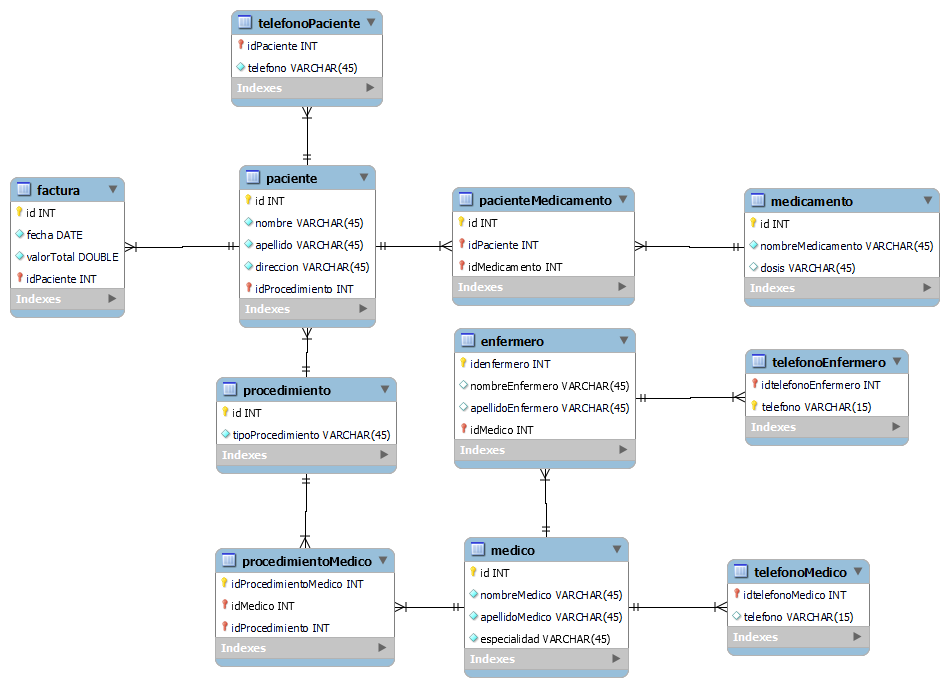 telefonoPaciente
idPaciente INT
telefono VARCHAR(45)
Indexes
factura
id INT
fecha DATE
valorTotal DOUBLE
idPaciente INT
Indexes
paciente
id INT
nombre VARCHAR(45)
apellido VARCHAR(45)
direccion VARCHAR(45)
idProcedimiento INT
Indexes
pacienteMedicamento
id INT
idPaciente INT
idMedicamento INT
Indexes
medicamento
id INT
nombreMedicamento VARCHAR(45)
dosis VARCHAR(45)
Indexes
procedimiento
id INT
tipoProcedimiento VARCHAR(45)
Indexes
enfermero
idenfermero INT
nombreEnfermero VARCHAR(45)
apellidoEnfermero VARCHAR(45)
idMedico INT
Indexes
telefonoEnfermero
idtelefonoEnfermero INT
telefono VARCHAR(15)
Indexes
procedimientoMedico
idProcedimientoMedico INT
idMedico INT
idProcedimiento INT
Indexes
medico
id INT
nombreMedico VARCHAR(45)
apellidoMedico VARCHAR(45)
especialidad VARCHAR(45)
Indexes
telefonoMedico
idtelefonoMedico INT
telefono VARCHAR(15)
Indexes